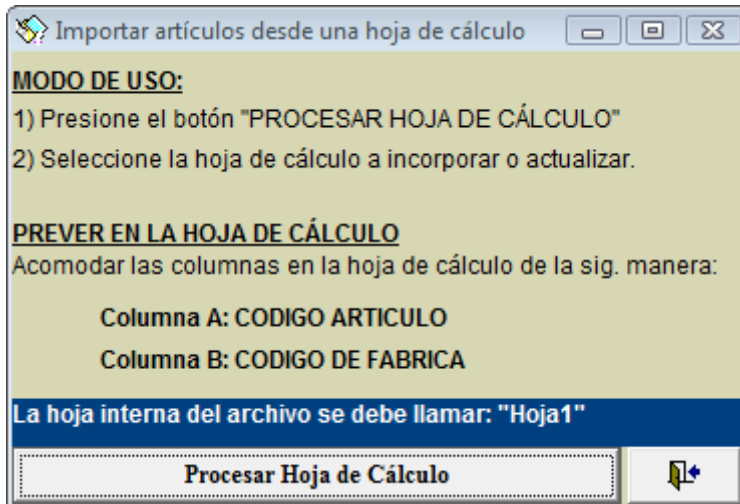 Importar artículos desde una hoja de cálculo
MODO DE USO:
1) Presione el botón "PROCESAR HOJA DE CÁLCULO"
2) Seleccione la hoja de cálculo a incorporar o actualizar.
PREVER EN LA HOJA DE CÁLCULO
Acomodar las columnas en la hoja de cálculo de la sig. manera:
Columna A: CODIGO ARTICULO
Columna B: CODIGO DE FABRICA
La hoja interna del archivo se debe llamar: "Hoja1"
Procesar Hoja de Cálculo